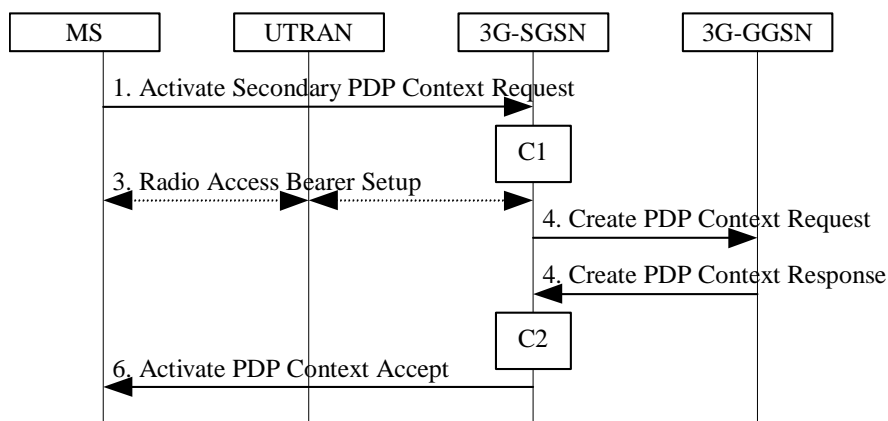 MS
UTRAN
3G-SGSN
3G-GGSN
1. Activate Secondary PDP Context Request
C1
3. Radio Access Bearer Setup
4. Create PDP Context Request
4. Create PDP Context Response
C2
6. Activate PDP Context Accept